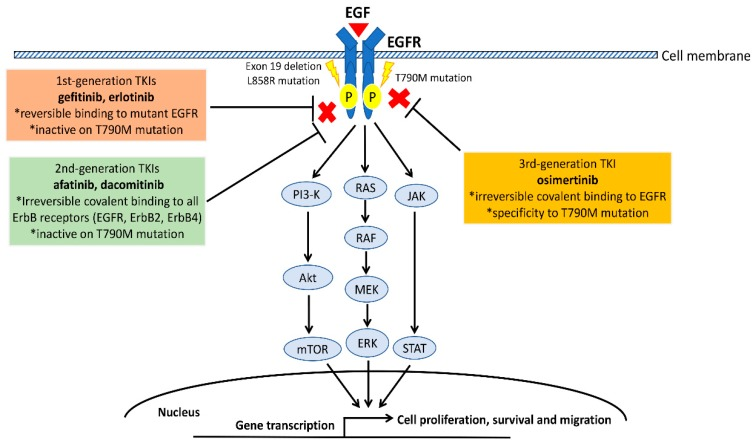 EGF
EGFR
Cell membrane
Exon 19 deletion
L858R mutation
T790M mutation
P
P
1st-generation TKIs
gefitinib, erlotinib
*reversible binding to mutant EGFR
*inactive on T790M mutation
2nd-generation TKIs
afatinib, dacomitinib
*Irreversible covalent binding to all
ErbB receptors (EGFR, ErbB2, ErbB4)
*inactive on T790M mutation
3rd-generation TKI
osimertinib
*irreversible covalent binding to EGFR
*specificity to T790M mutation
PI3-K
RAS
JAK
RAF
Akt
MEK
mTOR
ERK
STAT
Nucleus
Gene transcription
Cell proliferation, survival and migration